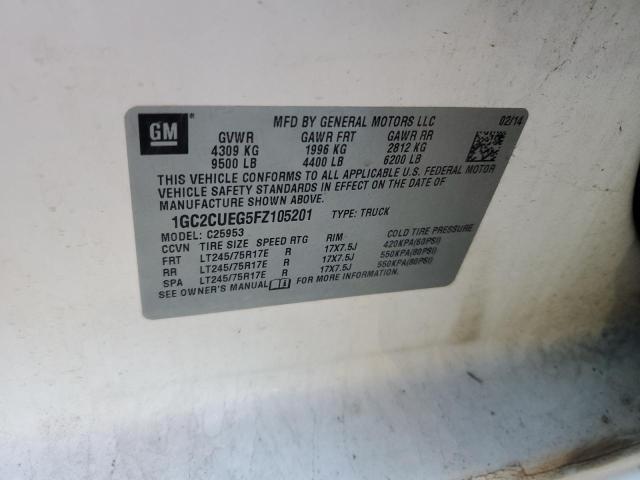 GM
MFD BY GENERAL MOTORS LLC 02/14
GVWR GAWR FRT GAWR RR
4309 KG 1996 KG 2812 KG
9500 LB 4400 LB 6200 LB
THIS VEHICLE CONFORMS TO ALL APPLICABLE U.S. FEDERAL MOTOR
VEHICLE SAFETY STANDARDS IN EFFECT ON THE DATE OF
MANUFACTURE SHOWN ABOVE.
1GC2CUEG5FZ105201 TYPE: TRUCK
MODEL: C25953
CCVN TIRE SIZE SPEED RTG RIM COLD TIRE PRESSURE
FRT LT245/75R17E R 17X7.5J 420KPA(60PSI)
RR LT245/75R17E R 17X7.5J 550KPA(80PSI)
SPA LT245/75R17E R 17X7.5J 550KPA(80PSI)
SEE OWNER'S MANUAL FOR MORE INFORMATION.